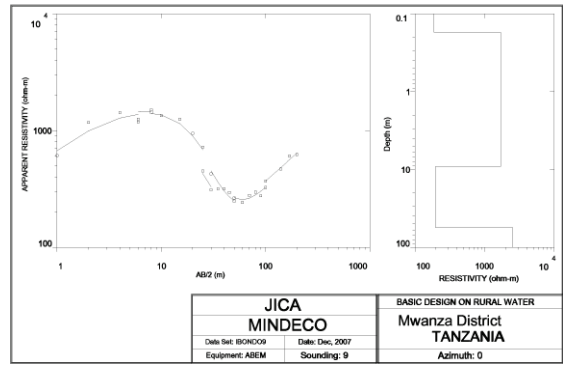 10 4
1000
100
APPARENT RESISTIVITY (ohm-m)
1 10 100 1000
AB/2 (m)
0.1
1
10
100
Depth (m)
100 1000 10 4
RESISTIVITY (ohm-m)
JICA
MINDECO
Data Set: IBONDO9 Date: Dec, 2007
Equipment: ABEM Sounding: 9
BASIC DESIGN ON RURAL WATER
Mwanza District
TANZANIA
Azimuth: 0